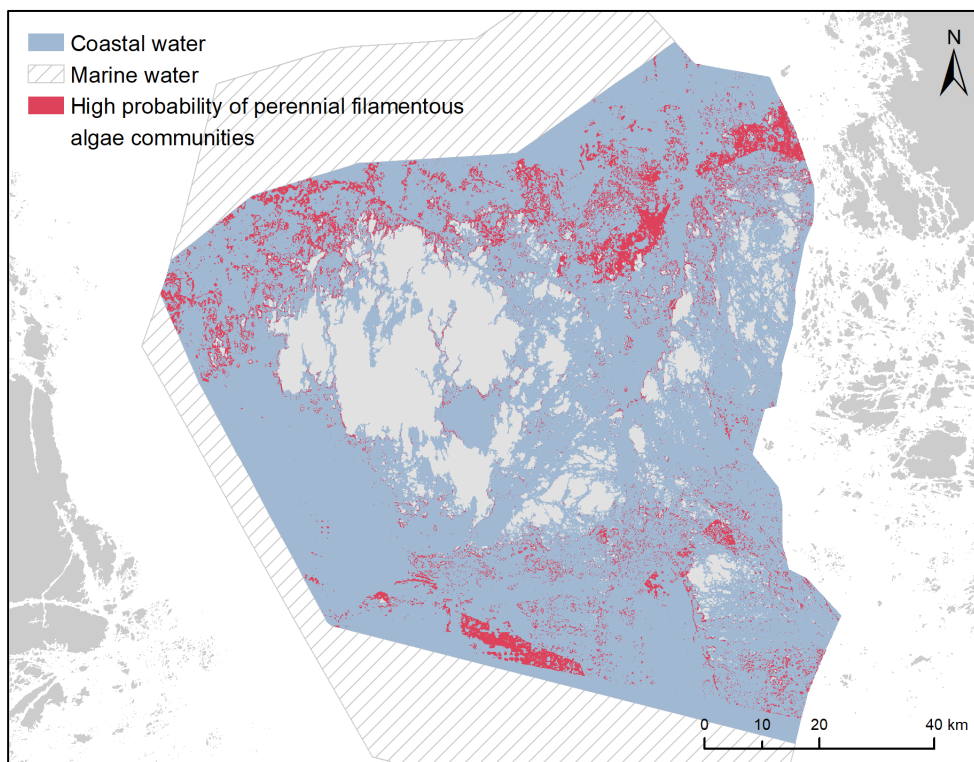 Coastal water
Marine water
High probability of perennial filamentous
algae communities
N
0 10 20 40 km